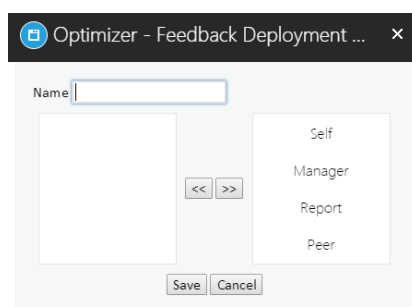 Optimizer - Feedback Deployment ... ×
Name
Self
Manager
<< >>
Report
Peer
Save Cancel